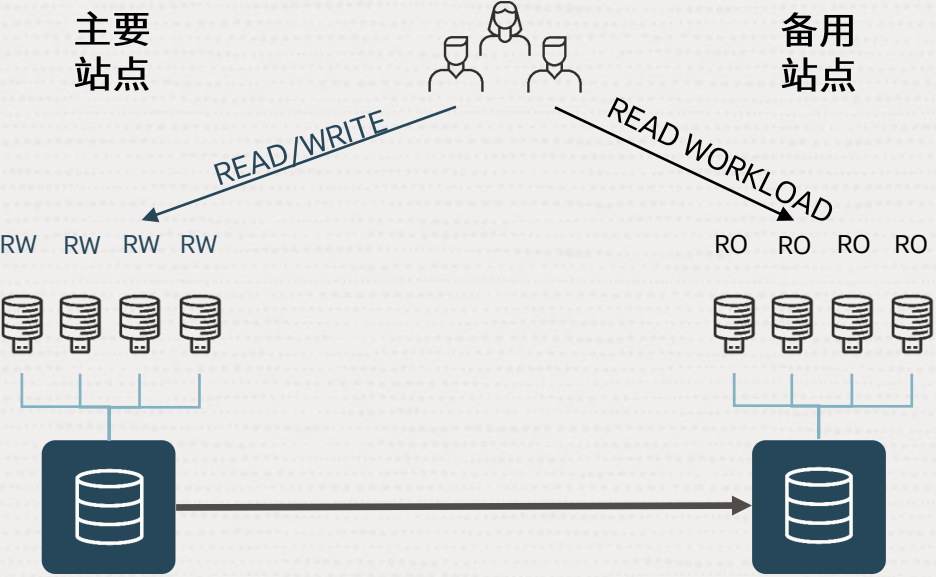 主要
站点
备用
站点
READ/WRITE
READ WORKLOAD
RW RW RW RW
RO RO RO RO